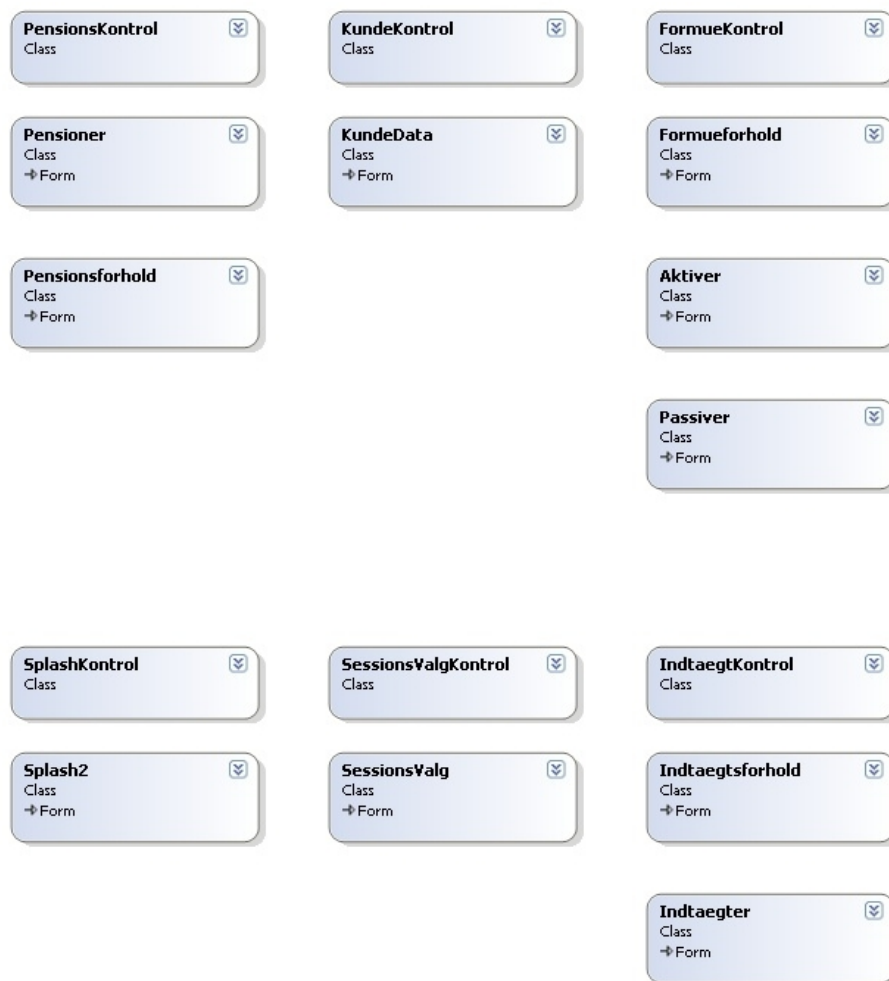 PensionsKontrol
Class
KundeKontrol
Class
FormueKontrol
Class
Pensioner
Class
Form
KundeData
Class
Form
Formueforhold
Class
Form
Pensionsforhold
Class
Form
Aktiver
Class
Form
Passiver
Class
Form
SplashKontrol
Class
SessionsValgKontrol
Class
IndtaegtKontrol
Class
Splash2
Class
Form
SessionsValg
Class
Form
Indtaegtsforhold
Class
Form
Indtaegter
Class
Form